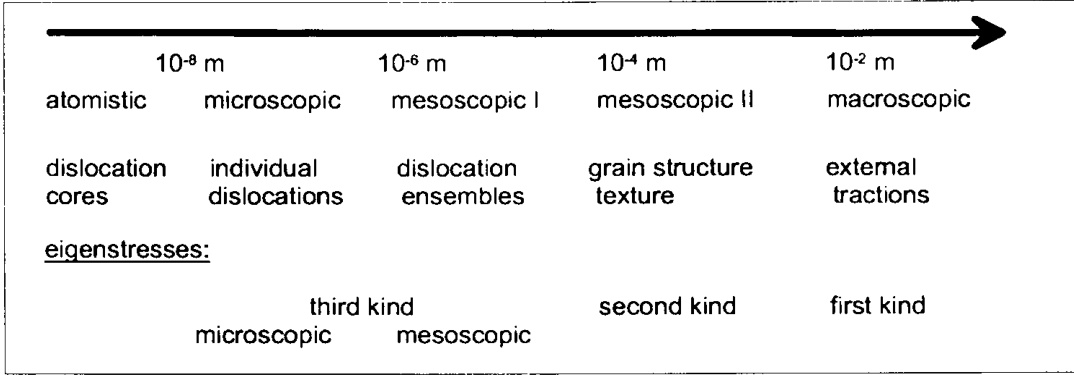 10⁻⁸ m 10⁻⁶ m 10⁻⁴ m 10⁻² m
atomistic microscopic mesoscopic I mesoscopic II macroscopic
dislocation individual dislocation grain structure external
cores dislocations ensembles texture tractions
eigenstresses:
third kind second kind first kind
microscopic mesoscopic